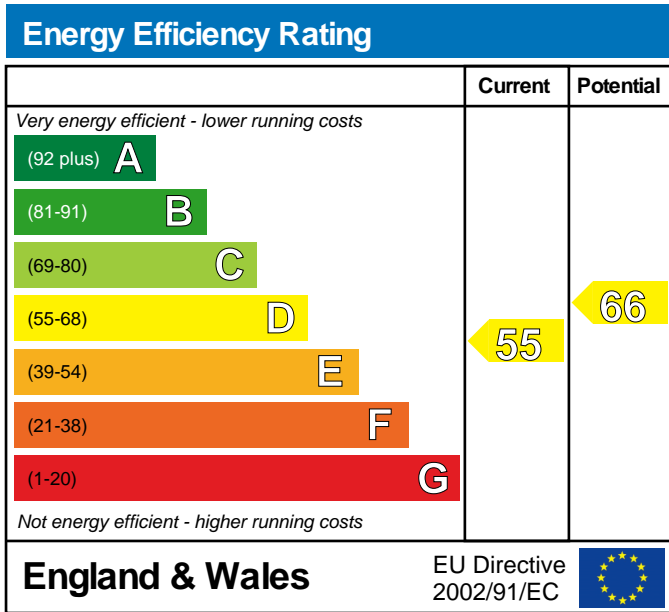 Energy Efficiency Rating
Current Potential
Very energy efficient - lower running costs
(92 plus) A
(81-91) B
(69-80) C
(55-68) D
(39-54) E
(21-38) F
(1-20) G
55
66
Not energy efficient - higher running costs
England & Wales
EU Directive
2002/91/EC